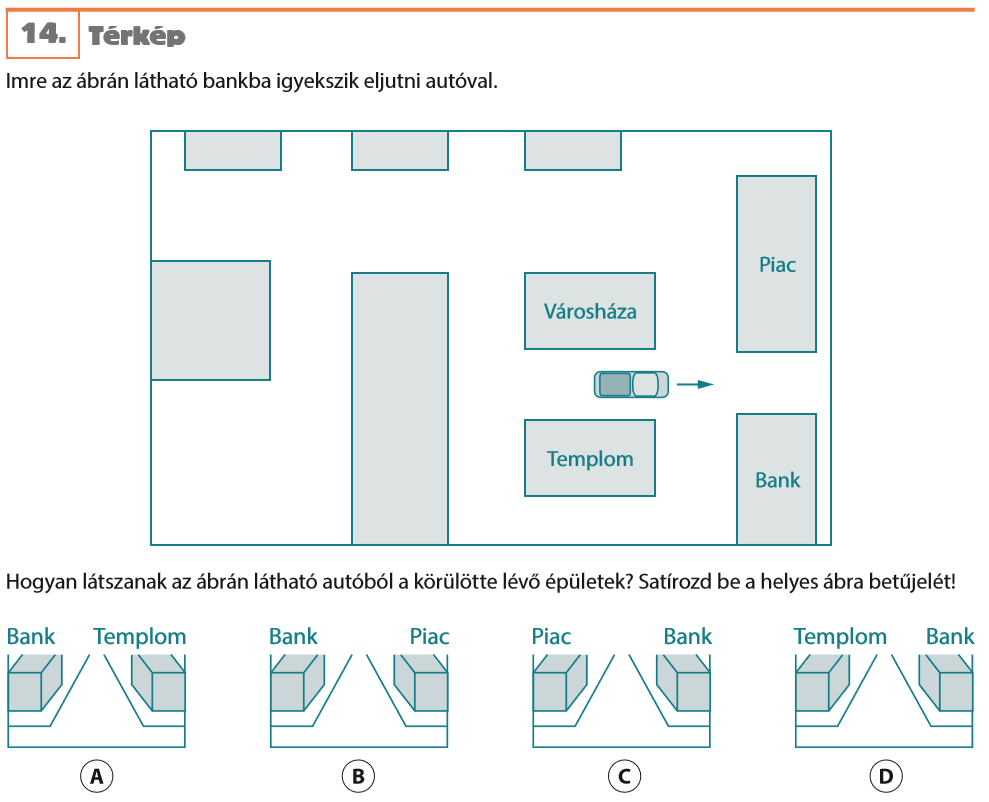 14. Térkép
Imre az ábrán látható bankba igyekszik eljutni autóval.
Piac
Városháza
Templom
Bank
Hogyan látszanak az ábrán látható autóból a körülötte lévő épületek? Satírozd be a helyes ábra betűjelét!
Bank Templom Bank Piac Piac Bank Templom Bank
A B C D